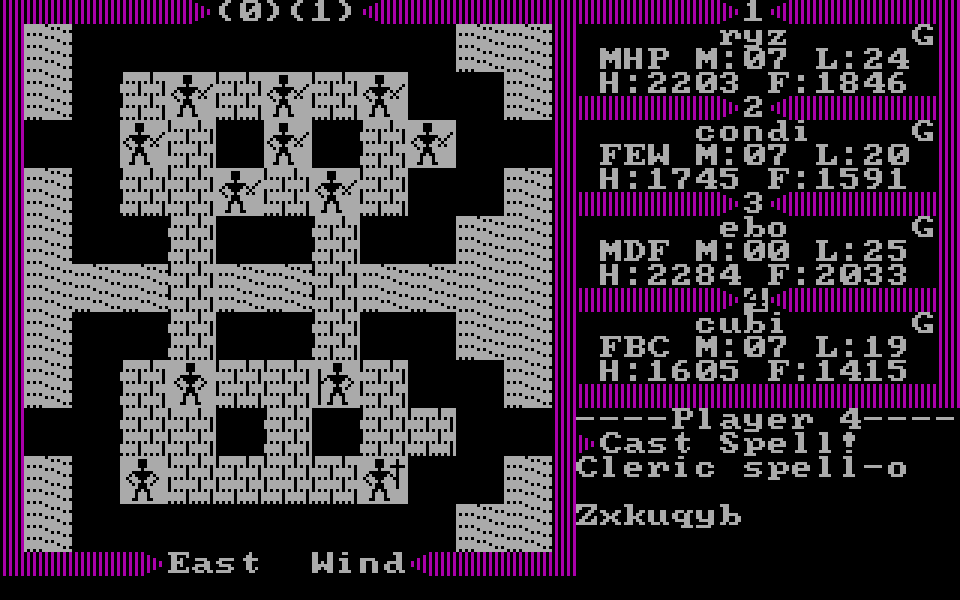 (0)(1)
1
ryz G
MHP M:07 L:24
H:2203 F:1846
2
condi G
FEW M:07 L:20
H:1745 F:1591
3
ebo G
MDF M:00 L:25
H:2284 F:2033
4
cubi G
FBC M:07 L:19
H:1605 F:1415
----Player 4----
Cast Spell!
Cleric spell-o
Zxkuqyb
East Wind